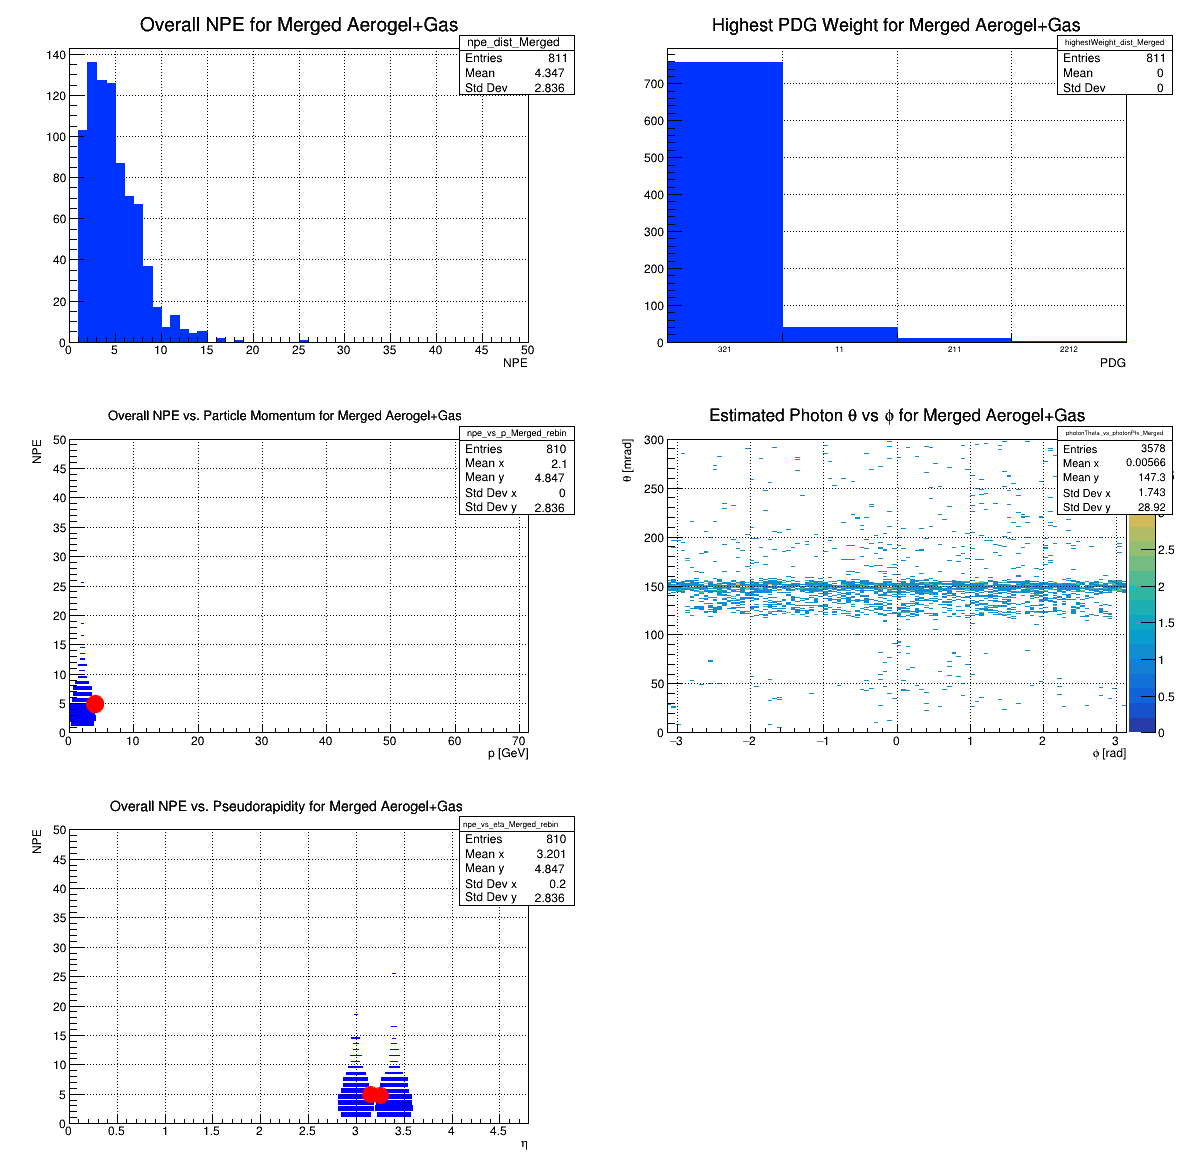 Overall NPE for Merged Aerogel+Gas
npe_dist_Merged
Entries 811
Mean 4.347
Std Dev 2.836
140
120
100
80
60
40
20
0
0 5 10 15 20 25 30 35 40 45 50
NPE
Highest PDG Weight for Merged Aerogel+Gas
highestWeight_dist_Merged
Entries 811
Mean 0
Std Dev 0
700
600
500
400
300
200
100
0
321 11 211 2212
PDG
Overall NPE vs. Particle Momentum for Merged Aerogel+Gas
npe_vs_p_Merged_rebin
Entries 810
Mean x 2.1
Mean y 4.847
Std Dev x 0
Std Dev y 2.836
NPE
50
45
40
35
30
25
20
15
10
5
0
0 10 20 30 40 50 60 70
p [GeV]
Estimated Photon θ vs ϕ for Merged Aerogel+Gas
photonTheta_vs_photonPhi_Merged
Entries 3578
Mean x 0.00566
Mean y 147.3
Std Dev x 1.743
Std Dev y 28.92
θ [mrad]
300
250
200
150
100
50
0
−3 −2 −1 0 1 2 3
ϕ [rad]
2.5
2
1.5
1
0.5
0
Overall NPE vs. Pseudorapidity for Merged Aerogel+Gas
npe_vs_eta_Merged_rebin
Entries 810
Mean x 3.201
Mean y 4.847
Std Dev x 0.2
Std Dev y 2.836
NPE
50
45
40
35
30
25
20
15
10
5
0
0 0.5 1 1.5 2 2.5 3 3.5 4 4.5
η